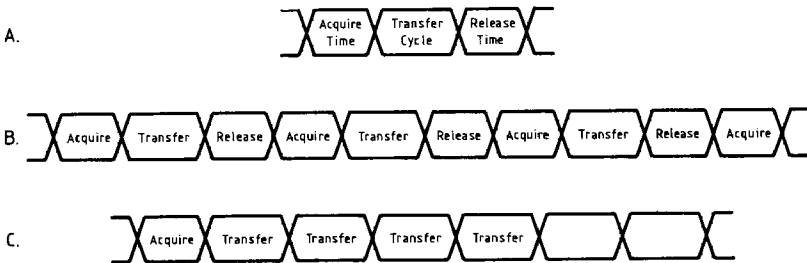 A.
Acquire Time
Transfer Cycle
Release Time
B.
Acquire
Transfer
Release
Acquire
Transfer
Release
Acquire
Transfer
Release
Acquire
C.
Acquire
Transfer
Transfer
Transfer
Transfer